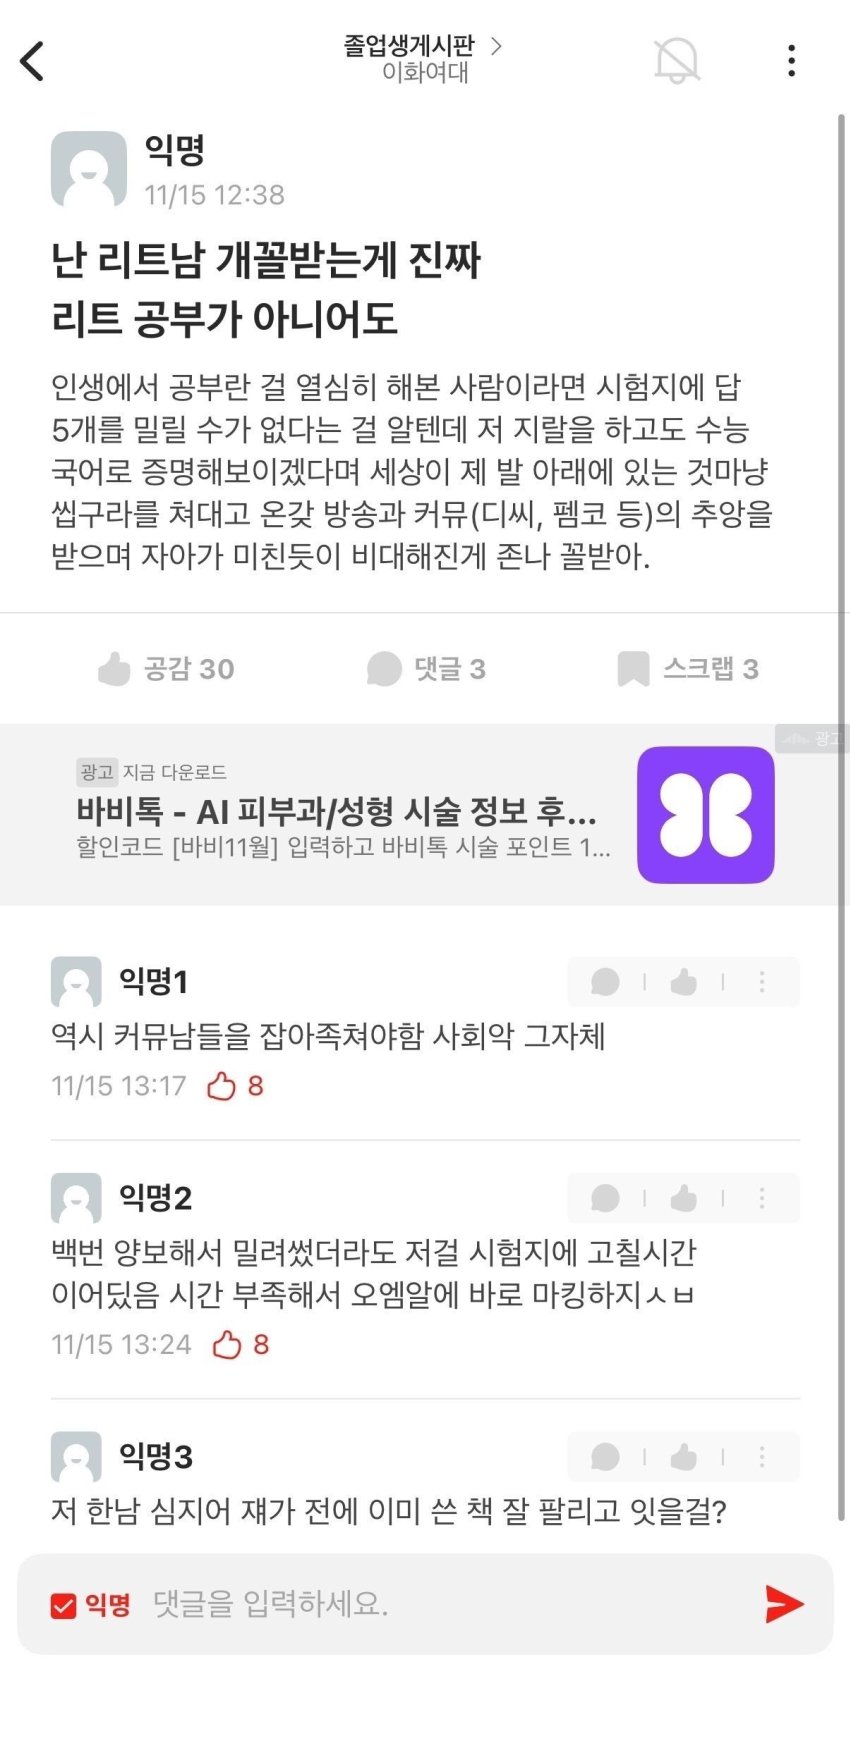 졸업생게시판
이화여대
익명
11/15 12:38
난 리트남 개꼴받는게 진짜
리트 공부가 아니어도
인생에서 공부란 걸 열심히 해본 사람이라면 시험지에 답
5개를 밀릴 수가 없다는 걸 알텐데 저 지랄을 하고도 수능
국어로 증명해보이겠다며 세상이 제 발 아래에 있는 것마냥
씹구라를 쳐대고 온갖 방송과 커뮤(디씨, 펨코 등)의 추앙을
받으며 자아가 미친듯이 비대해진게 존나 꼴받아.
공감 30 댓글 3 스크랩 3
광고
광고 지금 다운로드
바비톡 - AI 피부과/성형 시술 정보 후...
할인코드 [바비11월] 입력하고 바비톡 시술 포인트 1...
익명1
역시 커뮤남들을 잡아족쳐야함 사회악 그자체
11/15 13:17 8
익명2
백번 양보해서 밀려썼더라도 저걸 시험지에 고칠시간
이어딨음 시간 부족해서 오엠알에 바로 마킹하지ㅅㅂ
11/15 13:24 8
익명3
저 한남 심지어 쟤가 전에 이미 쓴 책 잘 팔리고 잇을걸?
익명 댓글을 입력하세요.